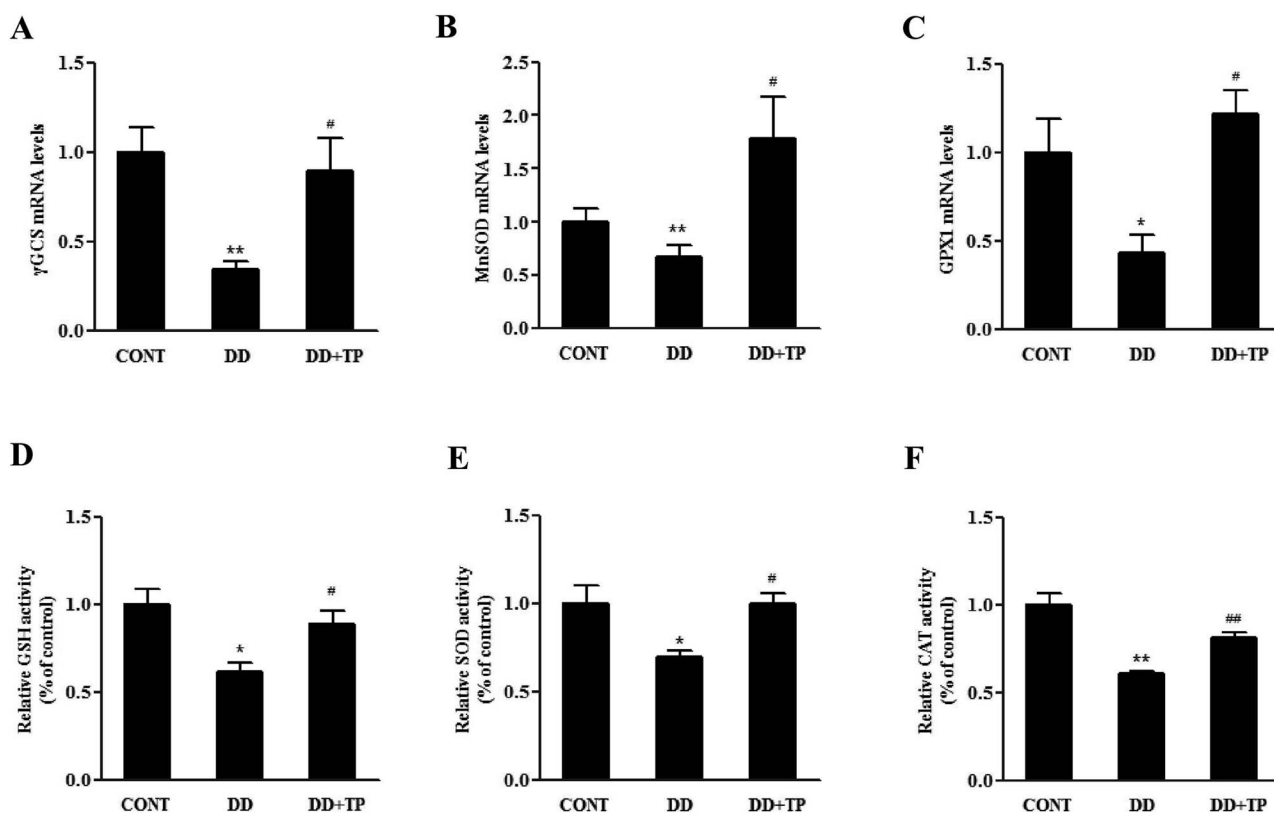 A
γGCS mRNA levels
1.5
1.0
0.5
0.0
**
#
CONT DD DD+TP
B
MnSOD mRNA levels
2.5
2.0
1.5
1.0
0.5
0.0
**
#
CONT DD DD+TP
C
GPX1 mRNA levels
1.5
1.0
0.5
0.0
*
#
CONT DD DD+TP
D
Relative GSH activity
(% of control)
1.5
1.0
0.5
0.0
*
#
CONT DD DD+TP
E
Relative SOD activity
(% of control)
1.5
1.0
0.5
0.0
*
#
CONT DD DD+TP
F
Relative CAT activity
(% of control)
1.5
1.0
0.5
0.0
**
##
CONT DD DD+TP